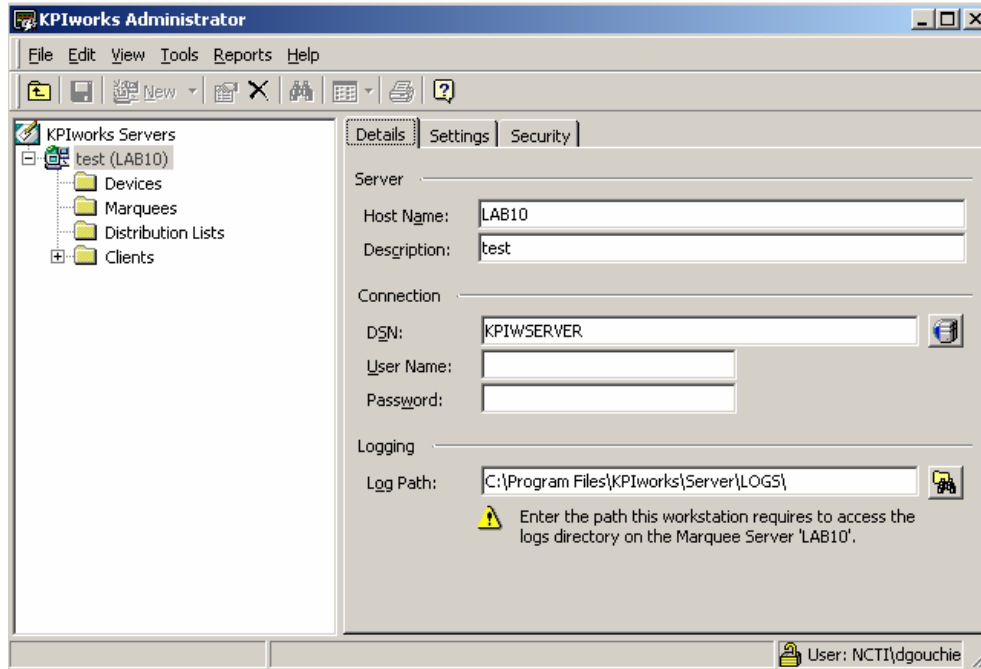 KPIworks Administrator
File Edit View Tools Reports Help
New
KPIworks Servers
test (LAB10)
Devices
Marquees
Distribution Lists
Clients
Details Settings Security
Server
Host Name: LAB10
Description: test
Connection
DSN: KPIWSERVER
User Name:
Password:
Logging
Log Path: C:\Program Files\KPIworks\Server\LOGS\
Enter the path this workstation requires to access the
logs directory on the Marquee Server 'LAB10'.
User: NCTI\dgouchie